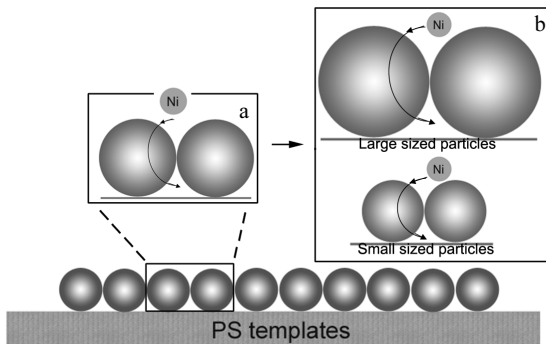 Ni
a
Ni
b
Large sized particles
Ni
Small sized particles
PS templates